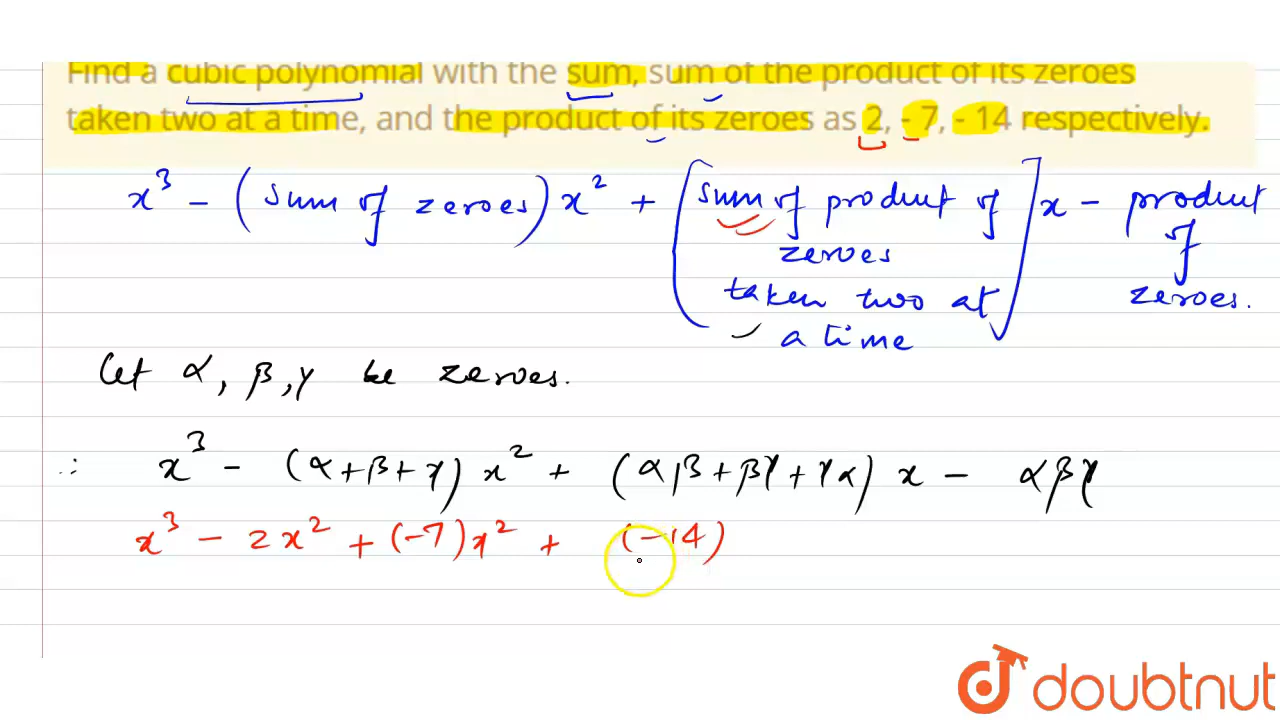 Find a cubic polynomial with the sum, sum of the product of its zeroes
taken two at a time, and the product of its zeroes as 2, - 7, - 14 respectively.
x³ - (sum of zeroes) x² + [sum of product of zeroes taken two at a time] x - product of zeroes.
Let α, β, γ be zeroes.
∴ x³ - (α+β+γ) x² + (αβ+βγ+γα) x - αβγ
x³ - 2x² + (-7)x² + (-14)
doubtnut